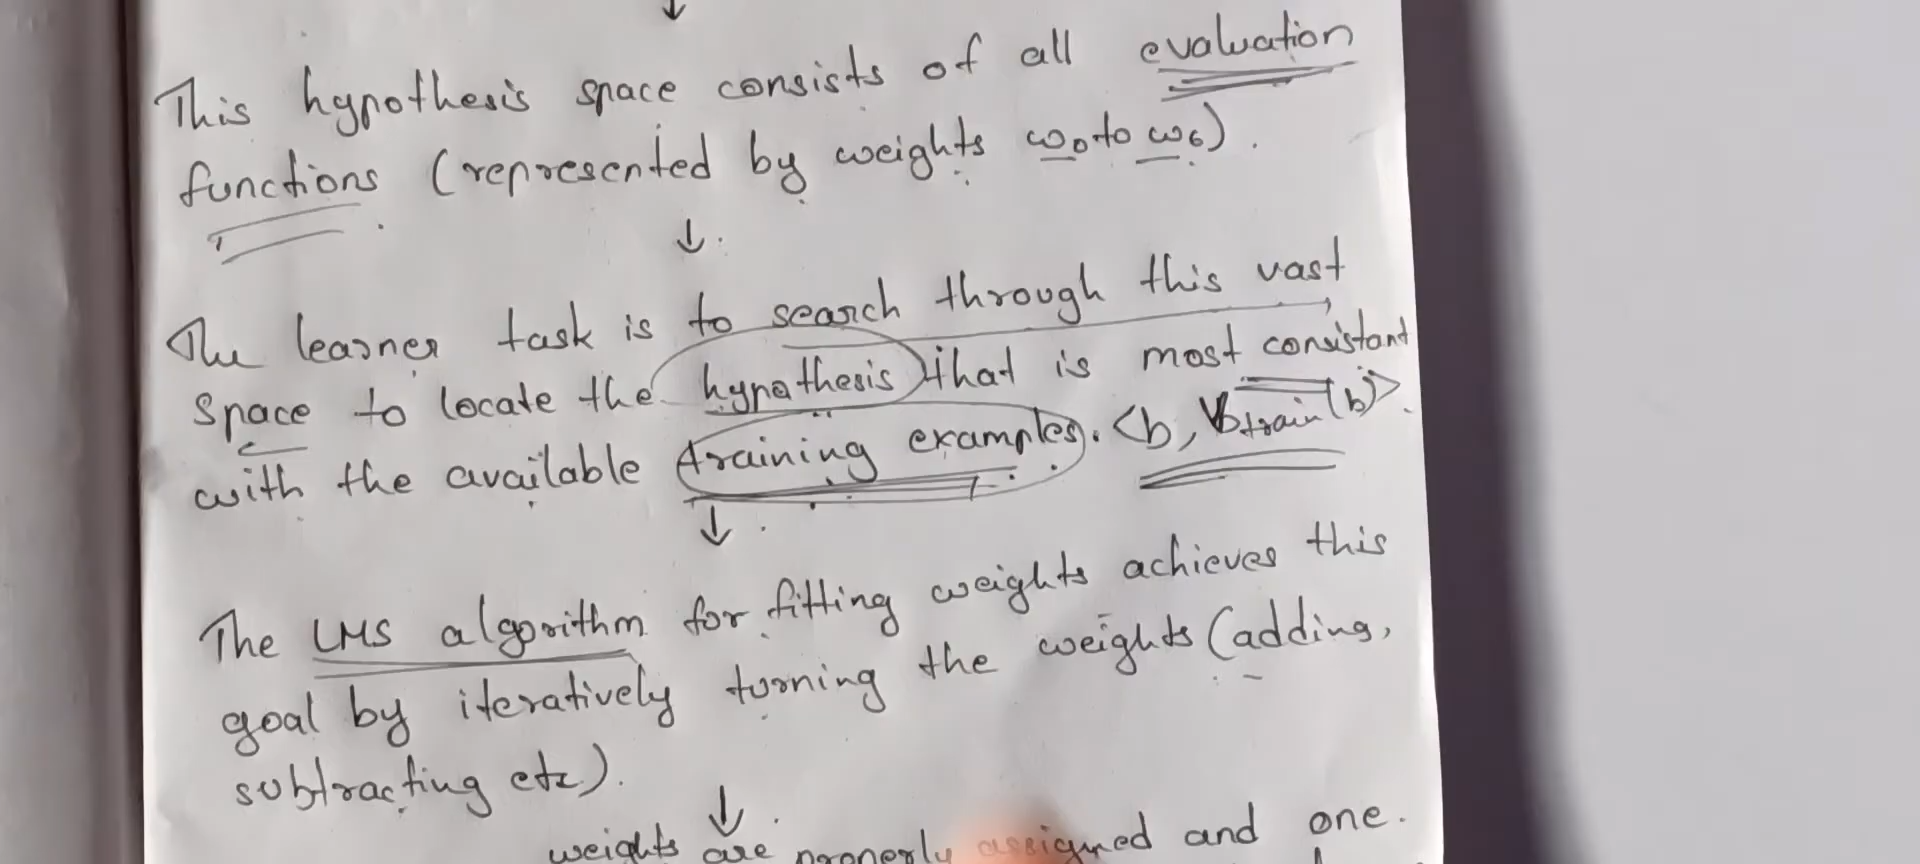 This hypothesis space consists of all evaluation
functions (represented by weights w0 to w6).
↓
The learner task is to search through this vast
space to locate the hypothesis that is most consistant
with the available training examples. <b, Vtrain(b)>.
↓
The LMS algorithm for fitting weights achieves this
goal by iteratively turning the weights (adding,
subtracting etc).
↓
weights are properly assigned and one.